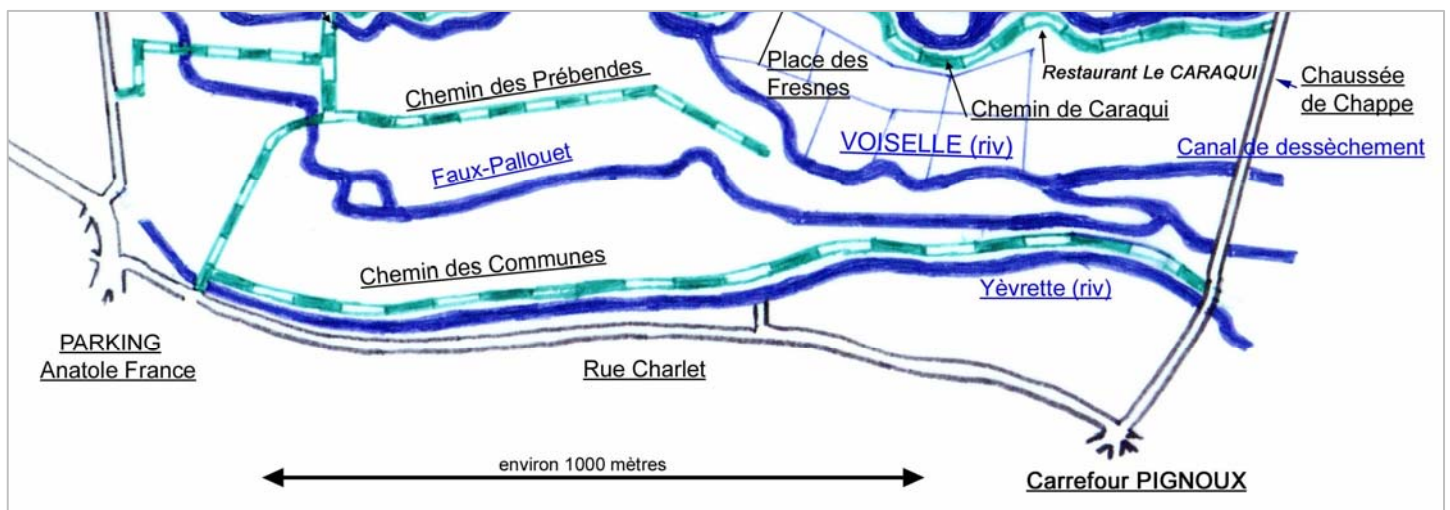 Chemin des Prébendes
Place des
Fresnes
Restaurant Le CARAQUI
Chemin de Caraqui
Chaussée
de Chappe
VOISELLE (riv)
Canal de dessèchement
Faux-Pallouet
Chemin des Communes
Yèvrette (riv)
PARKING
Anatole France
Rue Charlet
environ 1000 mètres
Carrefour PIGNOUX